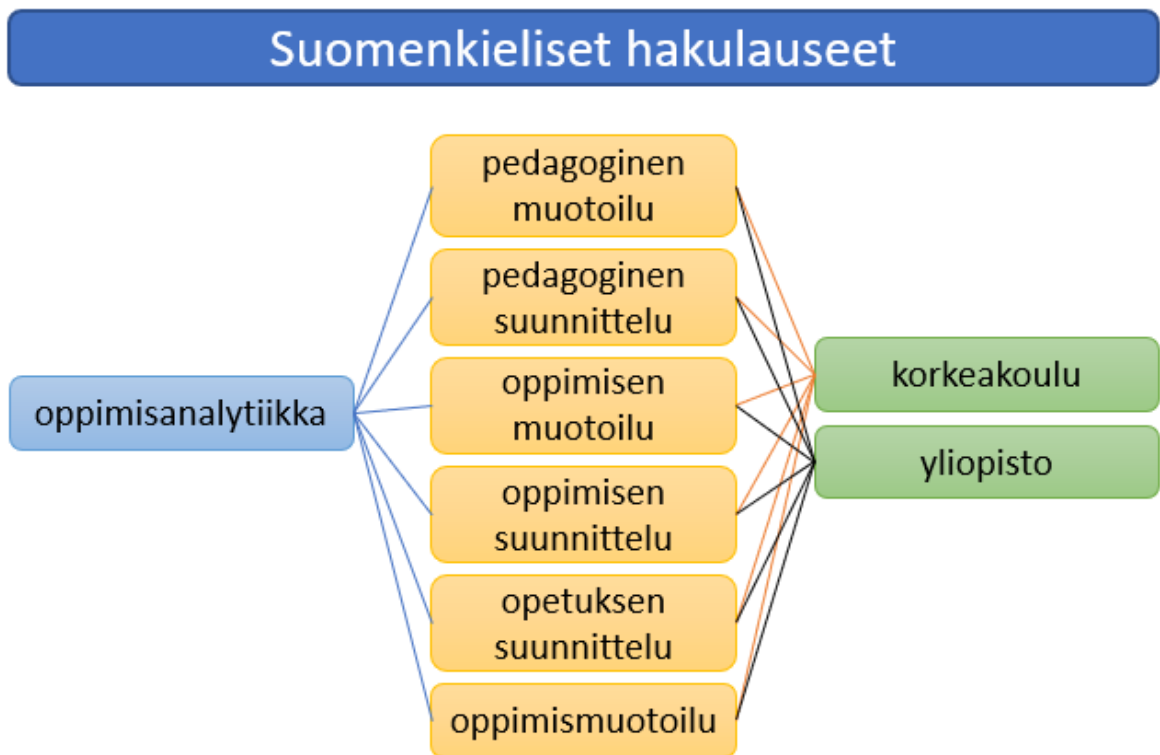 Suomenkieliset hakulauseet
oppimisanalytiikka
pedagoginen
muotoilu
pedagoginen
suunnittelu
oppimisen
muotoilu
oppimisen
suunnittelu
opetuksen
suunnittelu
oppimismuotoilu
korkeakoulu
yliopisto